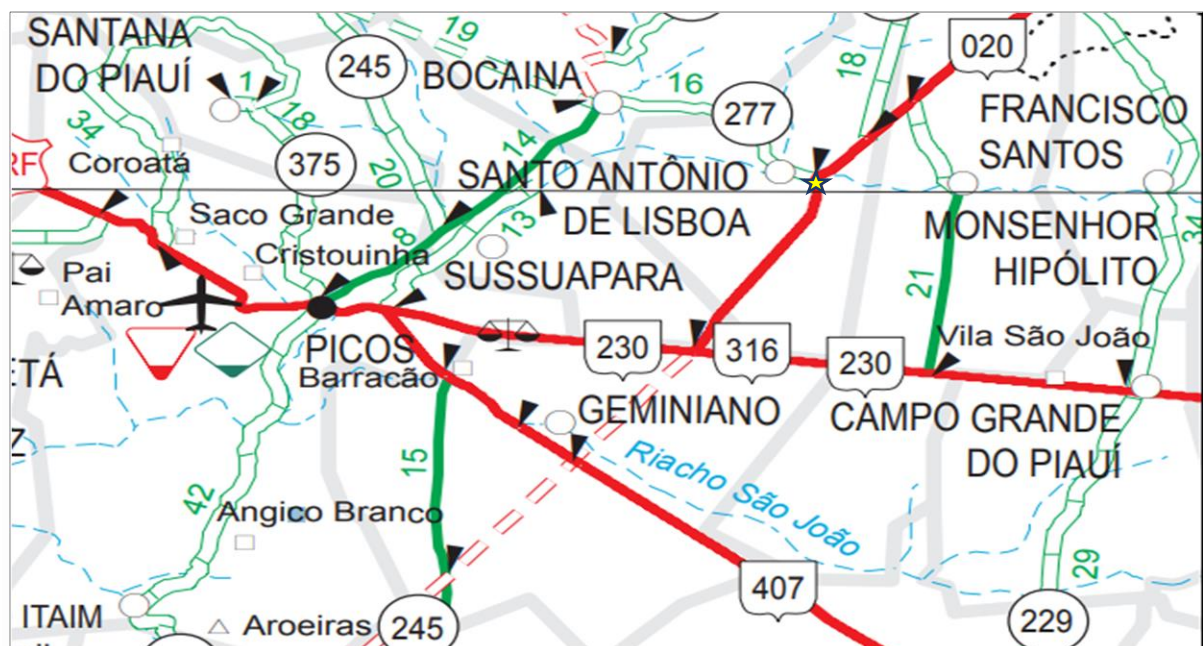 19
SANTANA
DO PIAUÍ
245
BOCAINA
020
18
1
18
16
277
FRANCISCO
SANTOS
34
14
RF
Coroatá
375
20
SANTO ANTÔNIO
DE LISBOA
Saco Grande
13
8
MONSENHOR
HIPÓLITO
34
Cristouinha
SUSSUAPARA
Pai
Amaro
21
230
316
230
Vila São João
PICOS
Barracão
ETÁ
GEMINIANO
CAMPO GRANDE
DO PIAUÍ
Z
15
Riacho São João
42
Angico Branco
29
407
ITAIM
Aroeiras
245
229